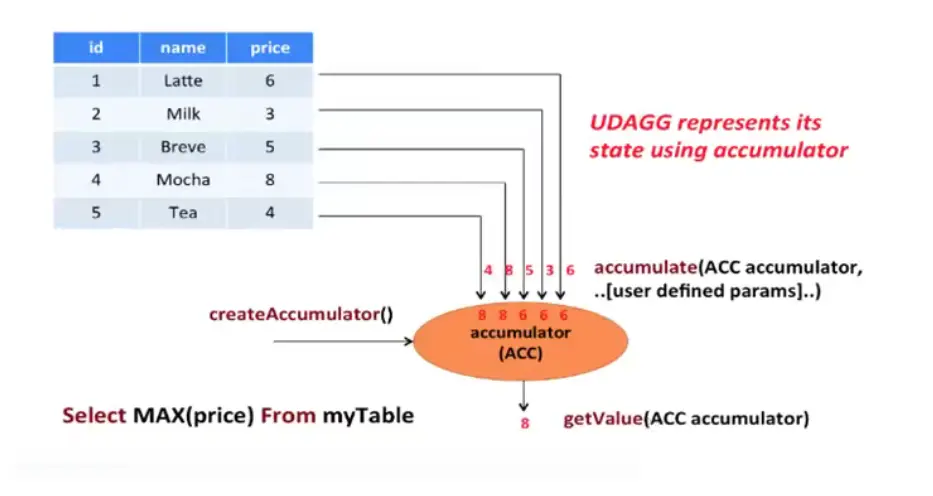 id name price
1 Latte 6
2 Milk 3
3 Breve 5
4 Mocha 8
5 Tea 4
UDAGG represents its
state using accumulator
4 8 5 3 6
accumulate(ACC accumulator,
..[user defined params]..)
createAccumulator()
8 8 6 6 6
accumulator
(ACC)
Select MAX(price) From myTable
8
getValue(ACC accumulator)